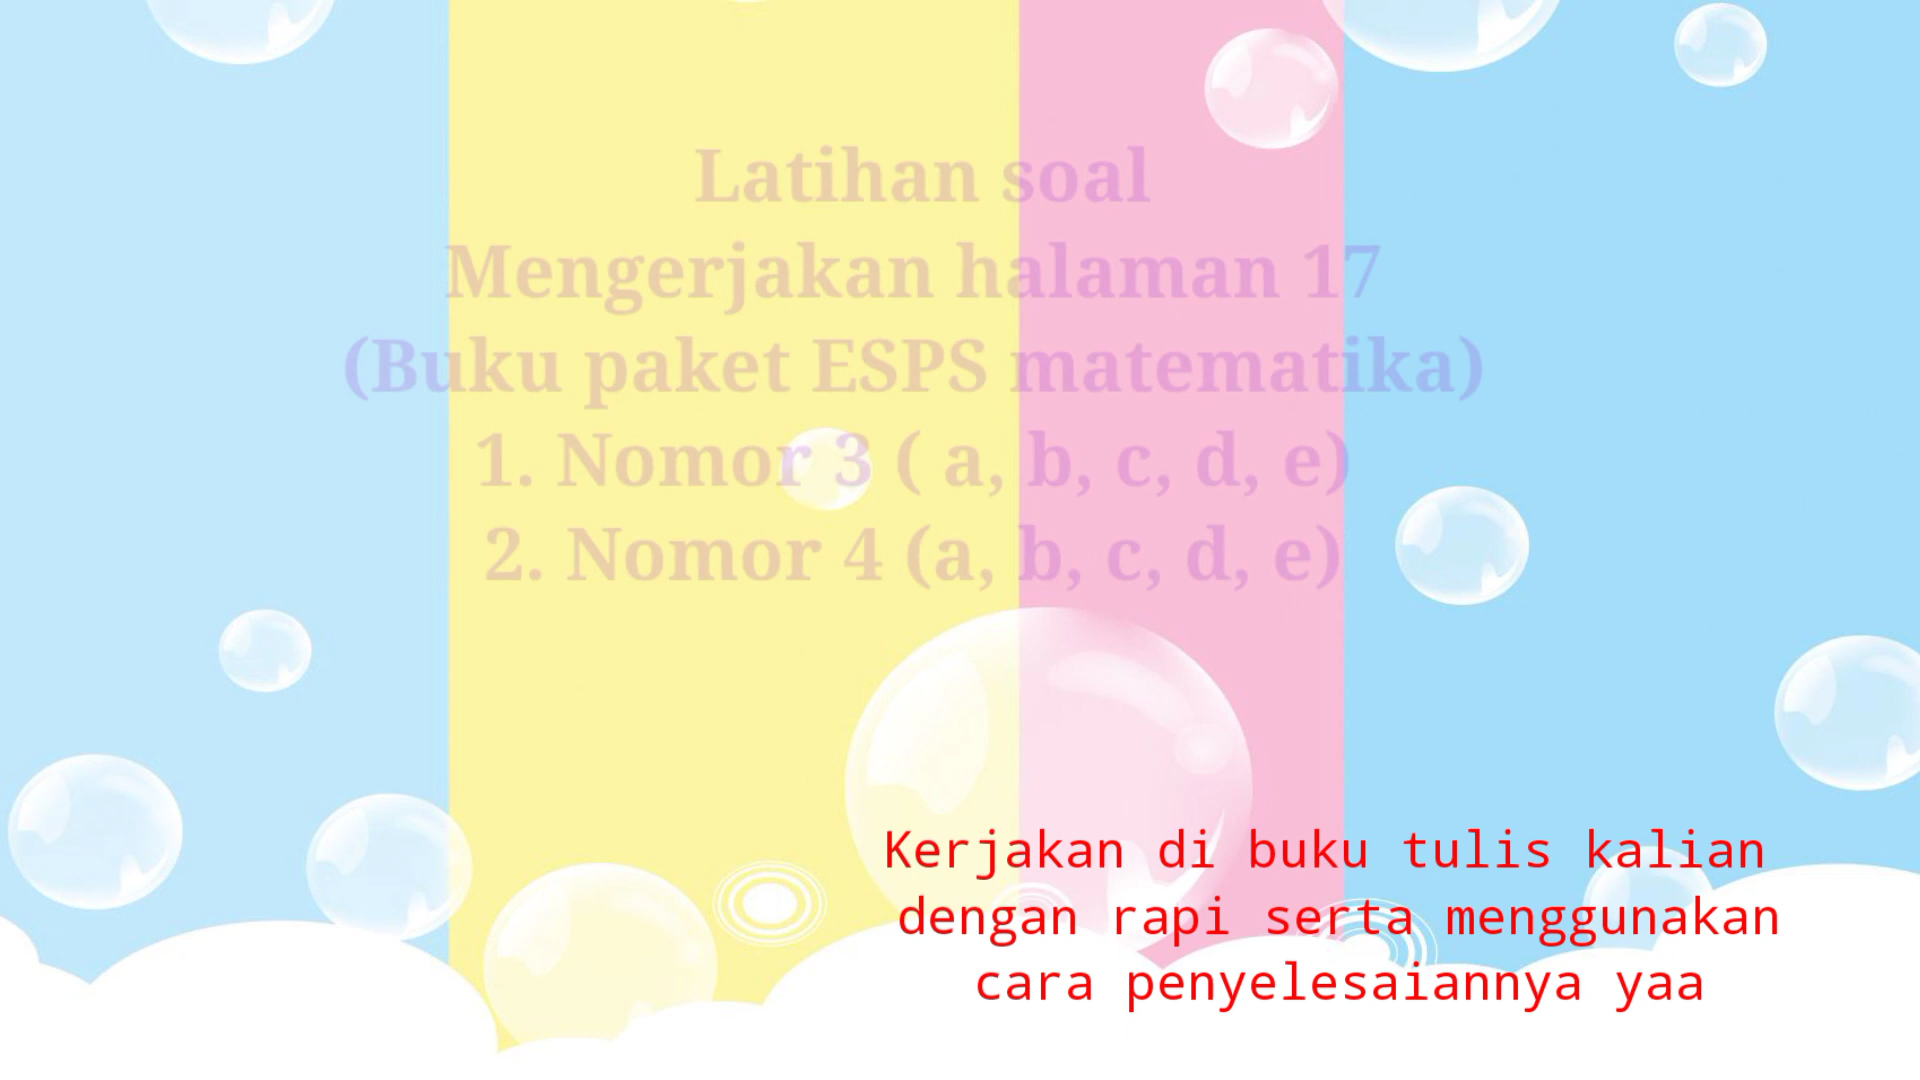 Latihan soal
Mengerjakan halaman 17
(Buku paket ESPS matematika)
1. Nomor 3 ( a, b, c, d, e)
2. Nomor 4 (a, b, c, d, e)
Kerjakan di buku tulis kalian
dengan rapi serta menggunakan
cara penyelesaiannya yaa